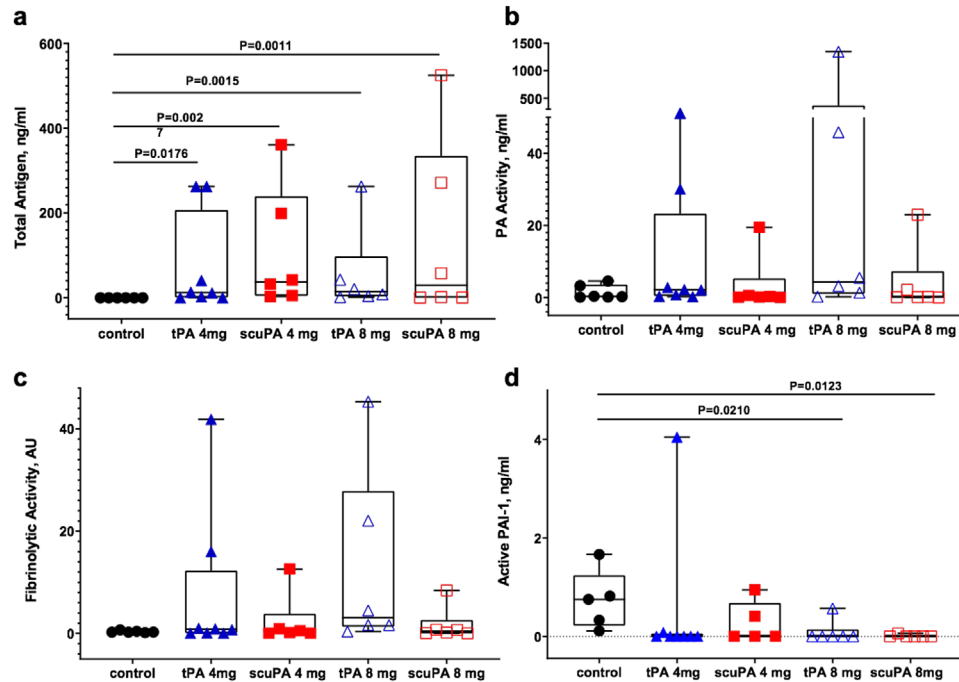 a
Total Antigen, ng/ml
600
400
200
0
P=0.0011
P=0.0015
P=0.002
7
P=0.0176
control tPA 4mg scuPA 4 mg tPA 8 mg scuPA 8 mg
b
PA Activity, ng/ml
1500
1000
500
40
20
0
control tPA 4mg scuPA 4 mg tPA 8 mg scuPA 8 mg
c
Fibrinolytic Activity, AU
40
20
0
control tPA 4mg scuPA 4 mg tPA 8 mg scuPA 8 mg
d
Active PAI-1, ng/ml
4
2
0
P=0.0123
P=0.0210
control tPA 4mg scuPA 4 mg tPA 8 mg scuPA 8mg